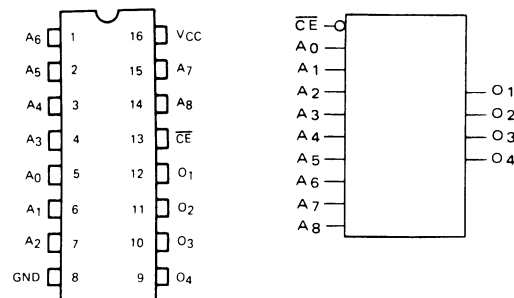 A6 1 16 VCC
A5 2 15 A7
A4 3 14 A8
A3 4 13 CE
A0 5 12 O1
A1 6 11 O2
A2 7 10 O3
GND 8 9 O4
CE
A0
A1
A2 O1
A3 O2
A4 O3
A5 O4
A6
A7
A8